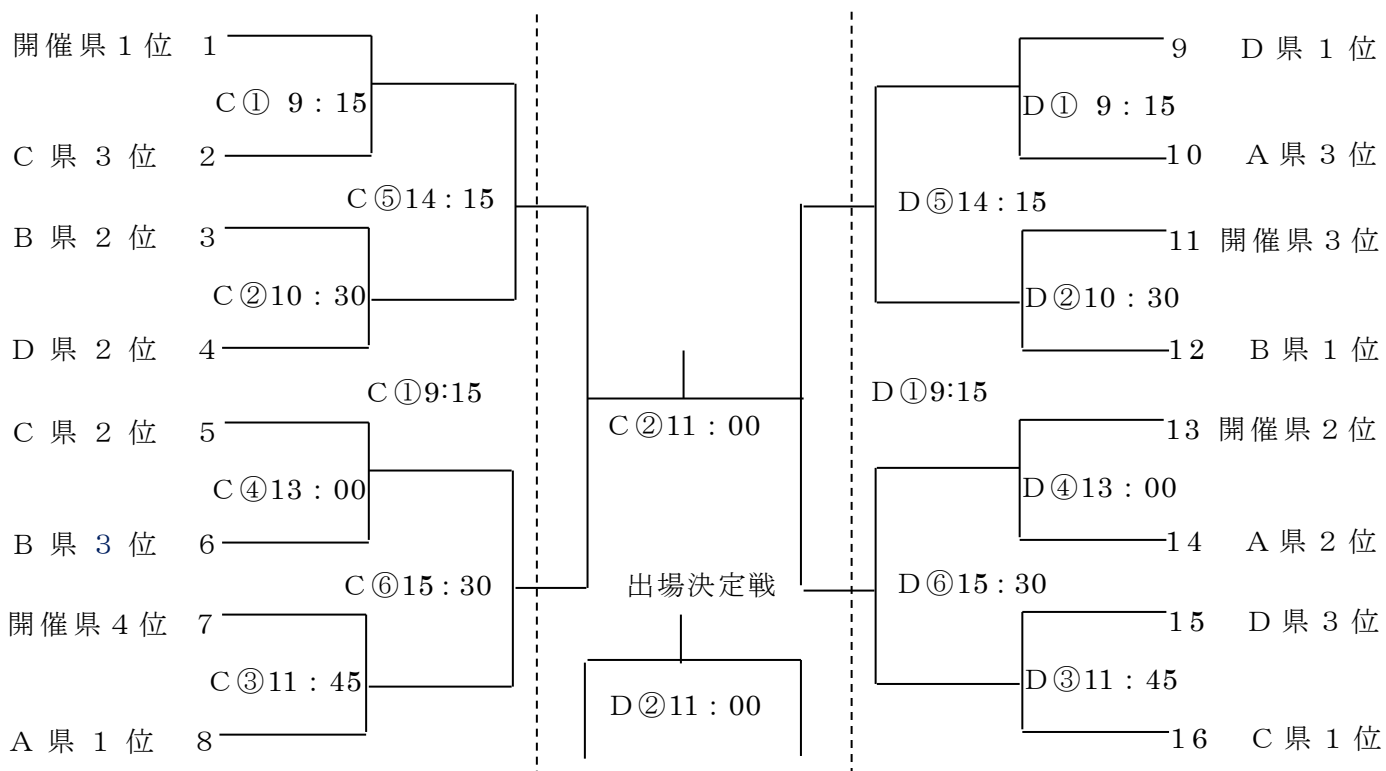 開催県１位 1
C① 9：15
C県３位 2
C⑤14：15
B県２位 3
C②10：30
D県２位 4
C①9:15
C県２位 5
C④13：00
B県３位 6
C⑥15：30
開催県４位 7
C③11：45
A県１位 8
C②11：00
出場決定戦
D②11：00
9 D県１位
D① 9：15
10 A県３位
D⑤14：15
11 開催県３位
D②10：30
12 B県１位
D①9:15
13 開催県２位
D④13：00
14 A県２位
D⑥15：30
15 D県３位
D③11：45
16 C県１位